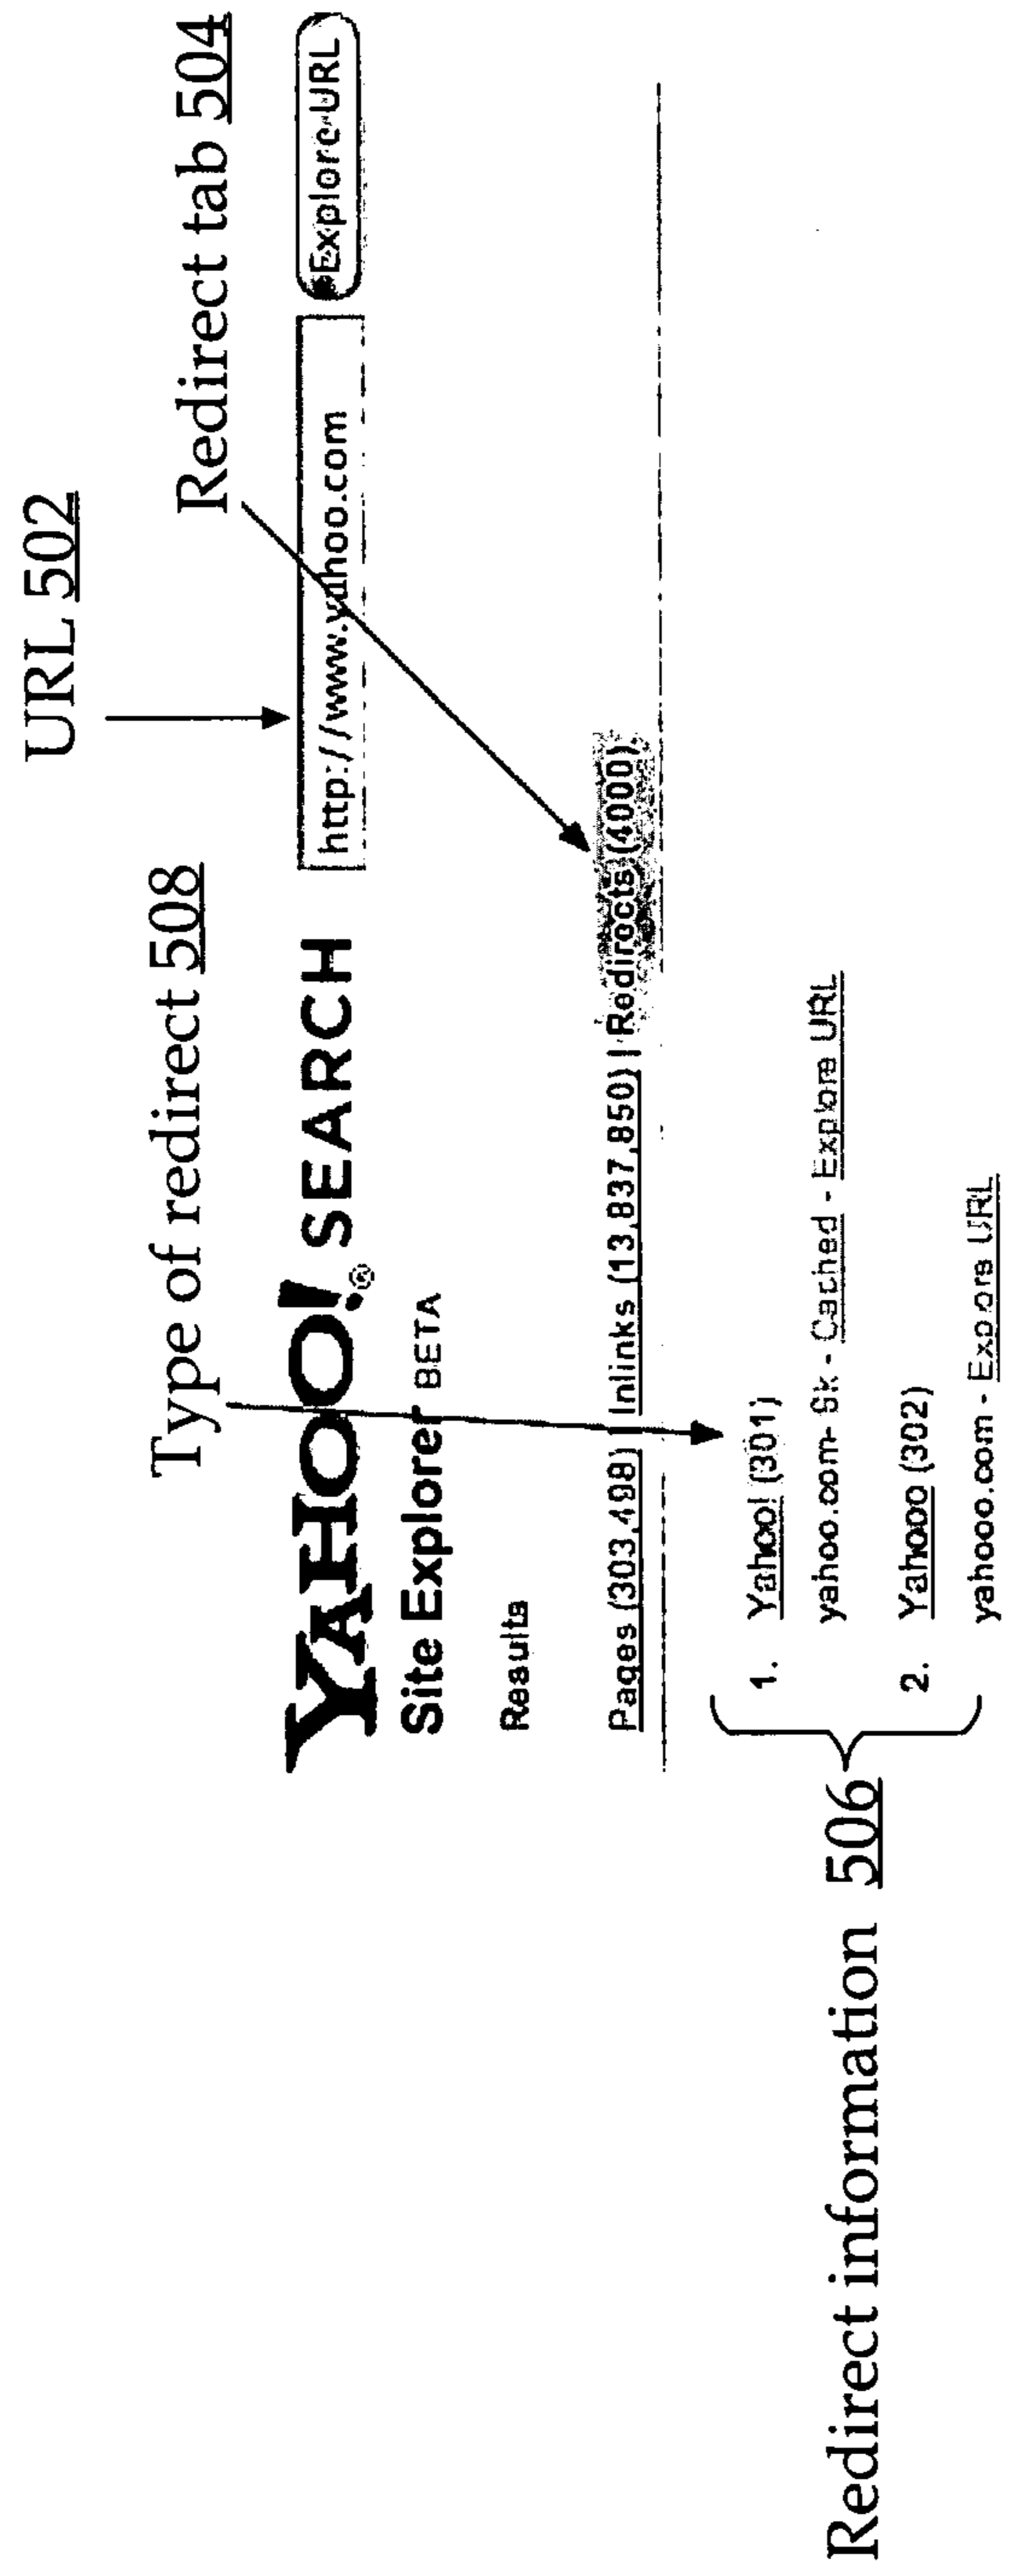 URL 502
Redirect tab 504
Type of redirect 508
YAHOO!® SEARCH http://www.yahoo.com Explore URL
Site Explorer BETA
Results
Pages (303,498) Inlinks (13,837,850) | Redirects (4000)
1. Yahoo! (301)
yahoo.com- 9k - Cached - Explore URL
2. Yahooo (302)
yahooo.com - Explore URL
Redirect information 506